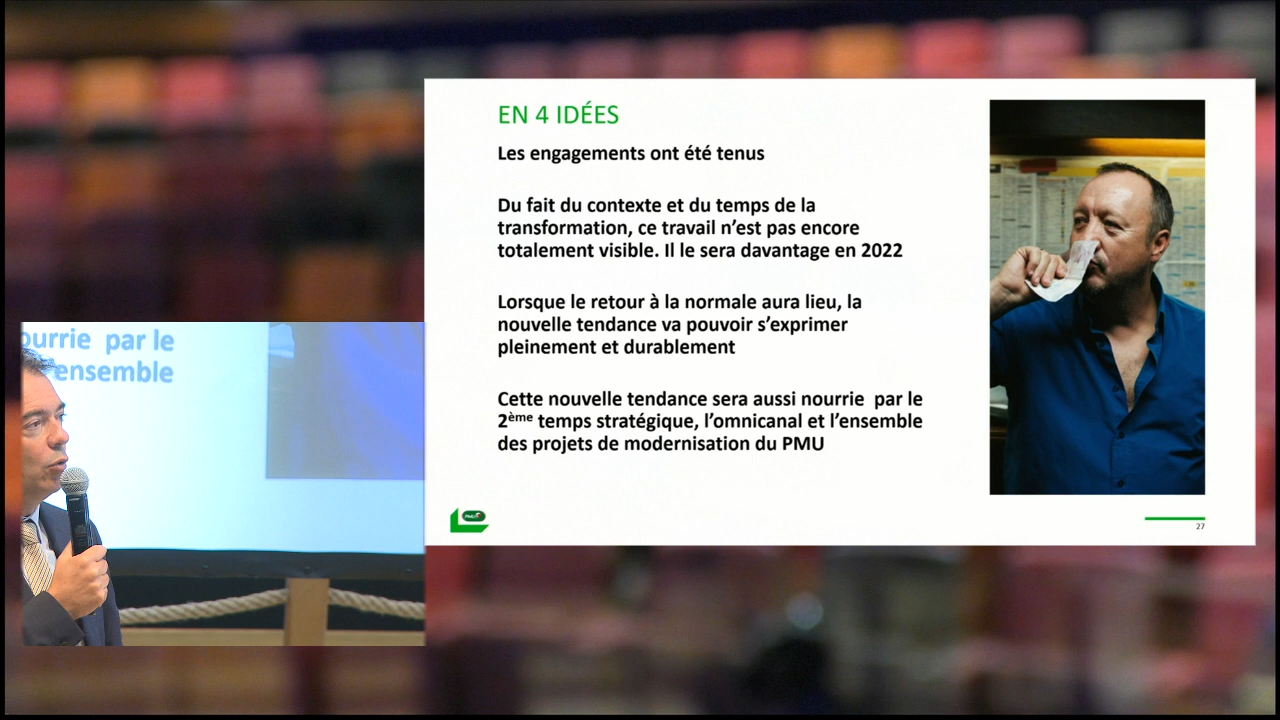 EN 4 IDÉES
Les engagements ont été tenus
Du fait du contexte et du temps de la
transformation, ce travail n'est pas encore
totalement visible. Il le sera davantage en 2022
Lorsque le retour à la normale aura lieu, la
nouvelle tendance va pouvoir s'exprimer
pleinement et durablement
Cette nouvelle tendance sera aussi nourrie  par le
2ème temps stratégique, l'omnicanal et l'ensemble
des projets de modernisation du PMU
27
ourrie  par le
ensemble